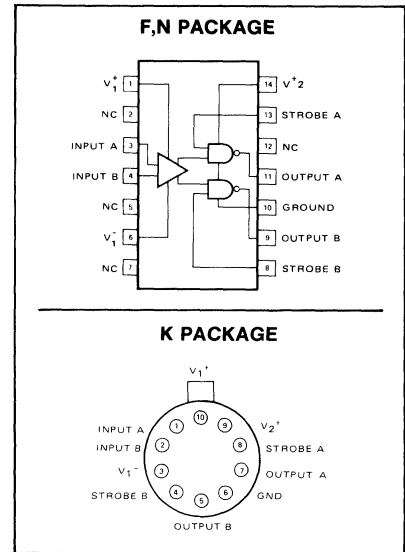 F,N PACKAGE
V1+ 1
14 V+2
NC 2
13 STROBE A
INPUT A 3
12 NC
INPUT B 4
11 OUTPUT A
NC 5
10 GROUND
V1- 6
9 OUTPUT B
NC 7
8 STROBE B
K PACKAGE
V1+
10
INPUT A 1
9 V2+
INPUT B 2
8 STROBE A
V1- 3
7 OUTPUT A
STROBE B 4
6 GND
5
OUTPUT B